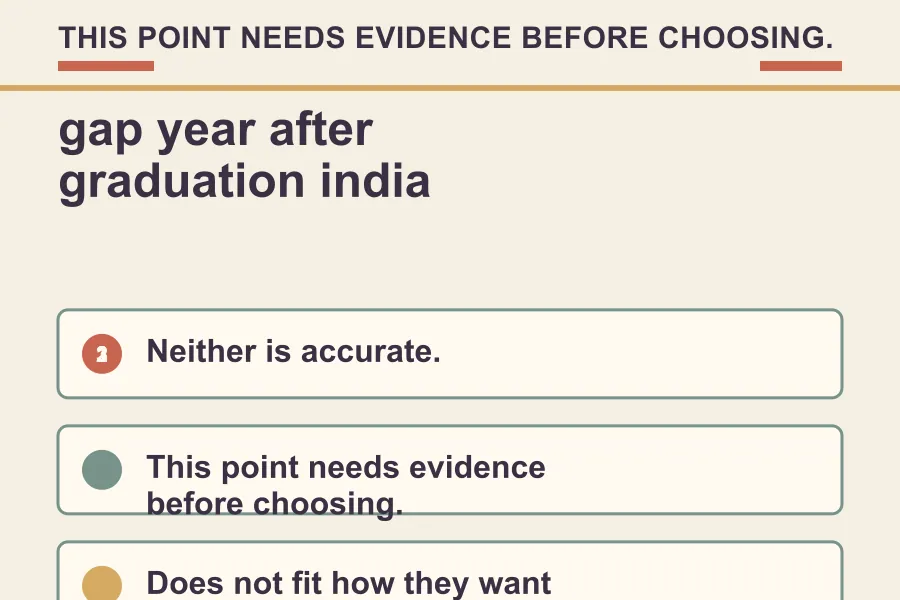 THIS POINT NEEDS EVIDENCE BEFORE CHOOSING.
gap year after
graduation india
Neither is accurate.
This point needs evidence
before choosing.
Does not fit how they want